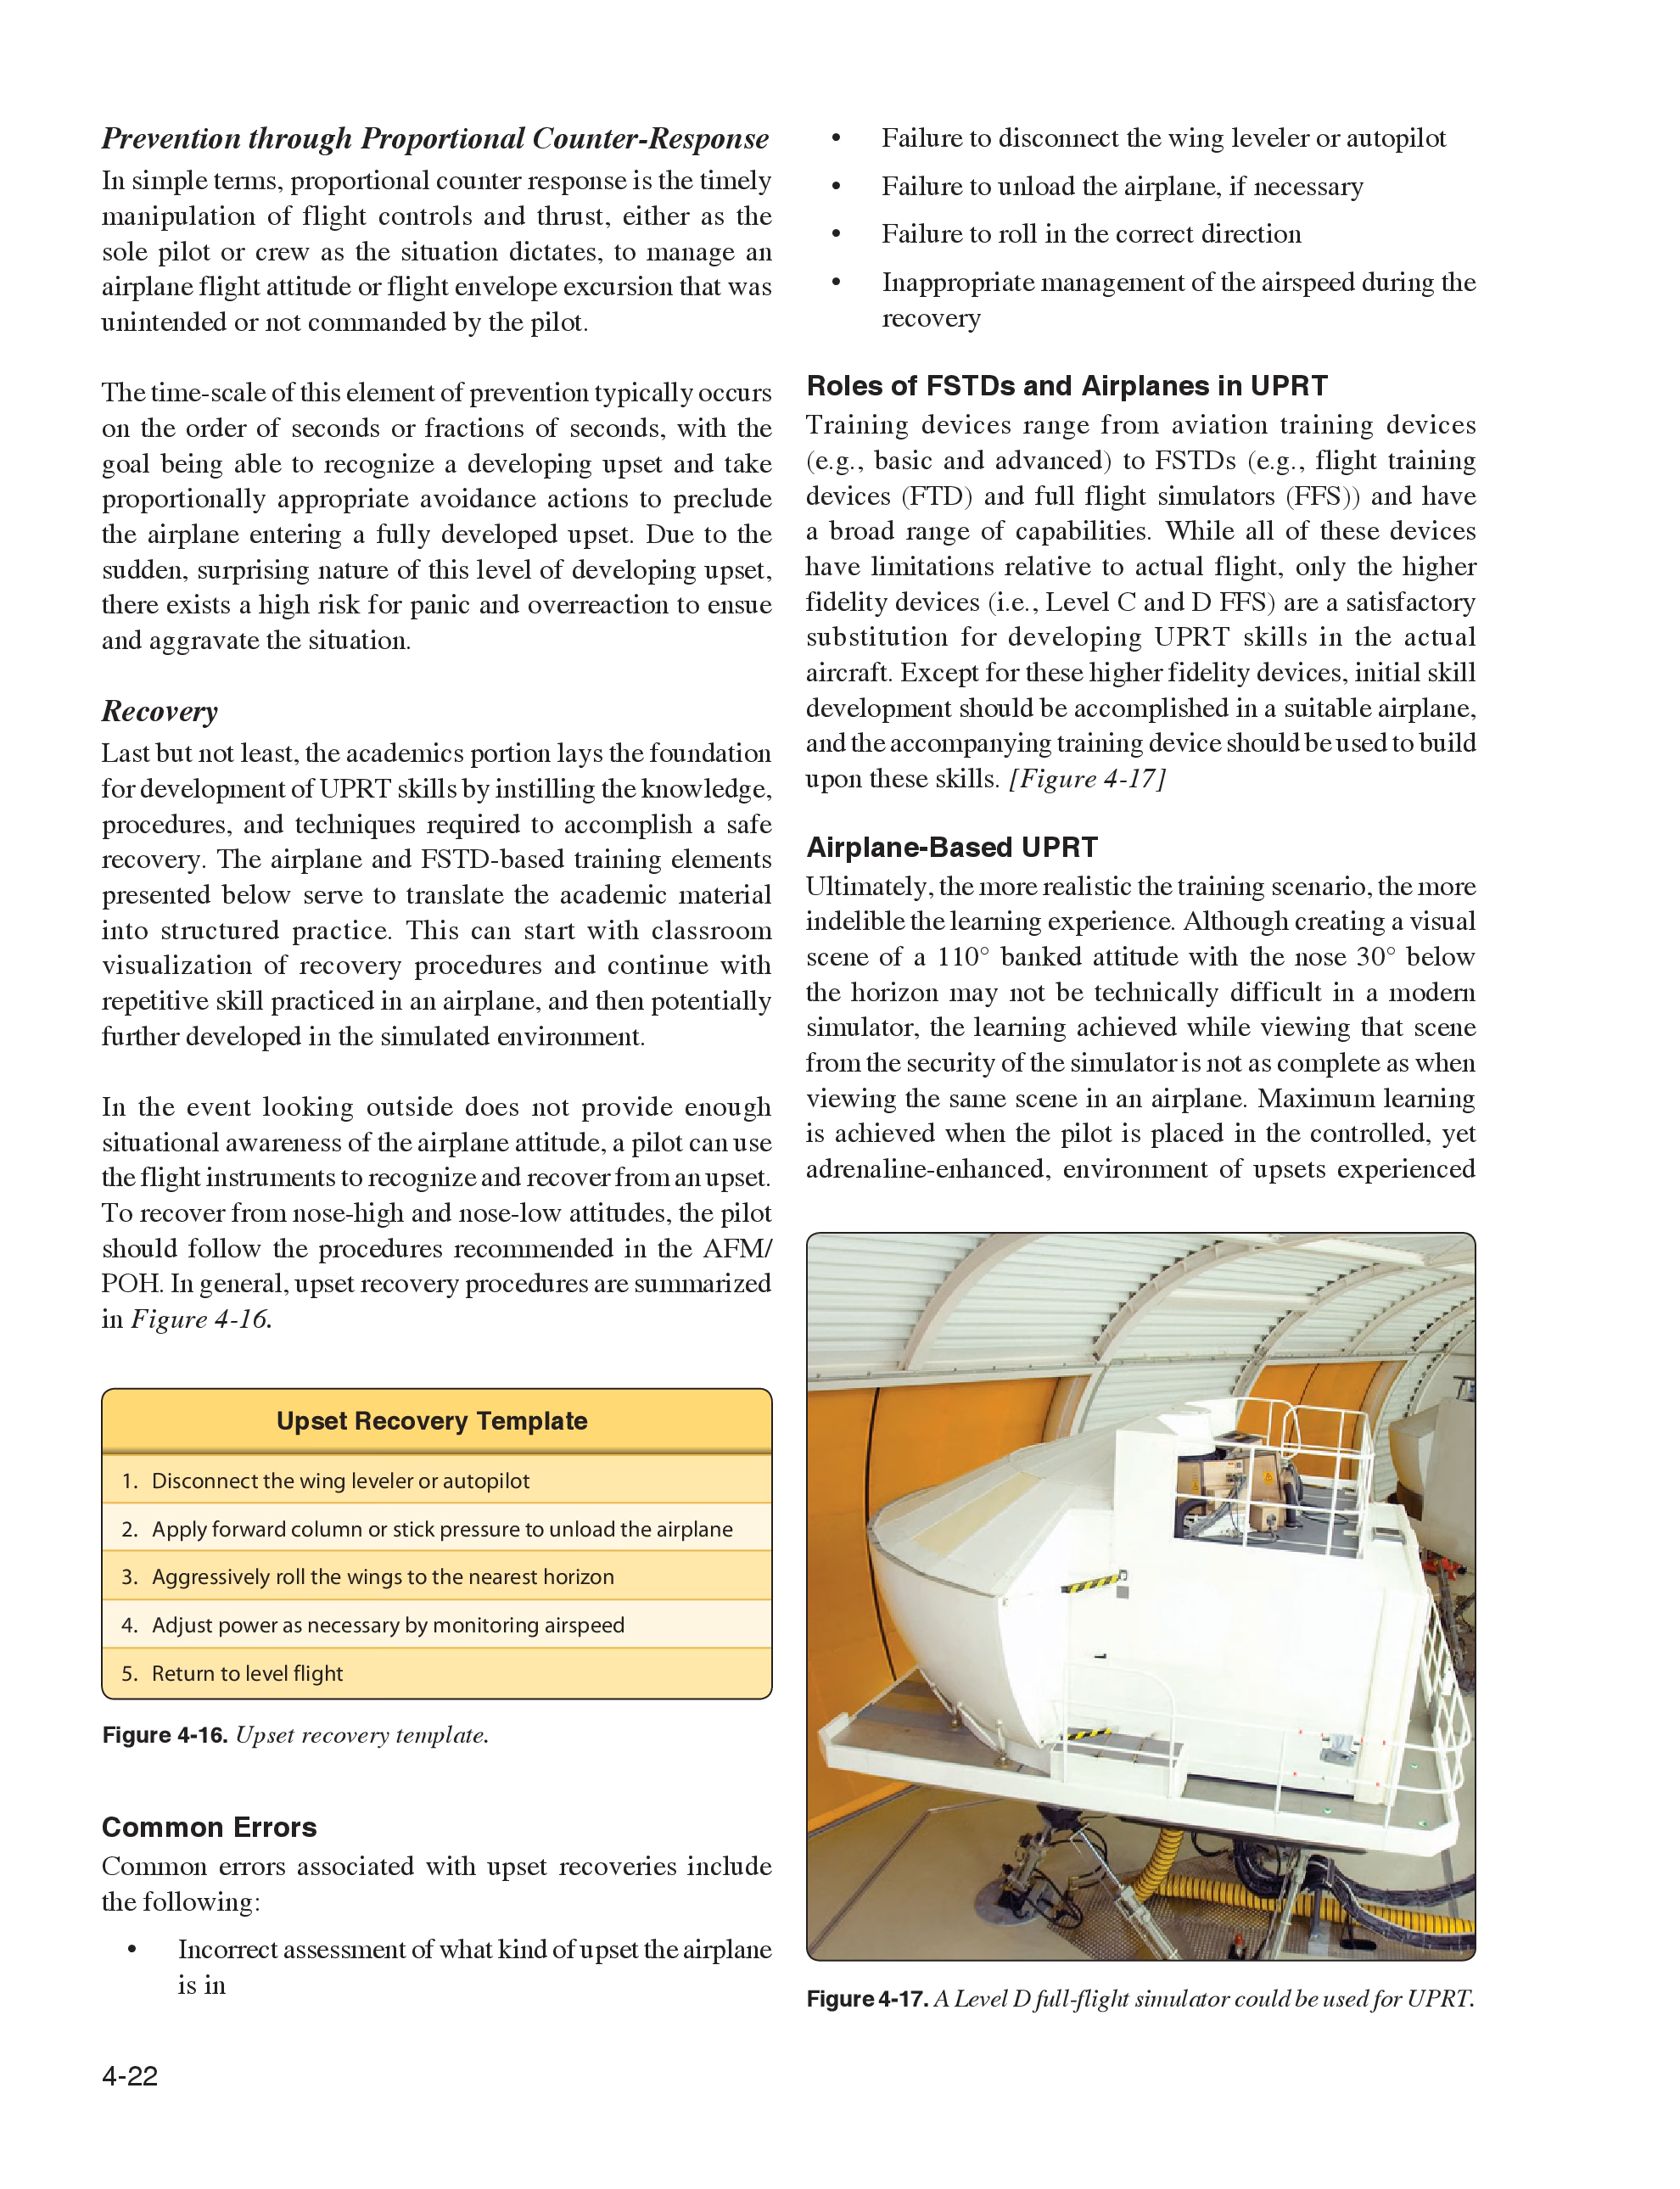 Prevention through Proportional Counter-Response
In simple terms, proportional counter response is the timely
manipulation of flight controls and thrust, either as the
sole pilot or crew as the situation dictates, to manage an
airplane flight attitude or flight envelope excursion that was
unintended or not commanded by the pilot.
The time-scale of this element of prevention typically occurs
on the order of seconds or fractions of seconds, with the
goal being able to recognize a developing upset and take
proportionally appropriate avoidance actions to preclude
the airplane entering a fully developed upset. Due to the
sudden, surprising nature of this level of developing upset,
there exists a high risk for panic and overreaction to ensue
and aggravate the situation.
Recovery
Last but not least, the academics portion lays the foundation
for development of UPRT skills by instilling the knowledge,
procedures, and techniques required to accomplish a safe
recovery. The airplane and FSTD-based training elements
presented below serve to translate the academic material
into structured practice. This can start with classroom
visualization of recovery procedures and continue with
repetitive skill practiced in an airplane, and then potentially
further developed in the simulated environment.
In the event looking outside does not provide enough
situational awareness of the airplane attitude, a pilot can use
the flight instruments to recognize and recover from an upset.
To recover from nose-high and nose-low attitudes, the pilot
should follow the procedures recommended in the AFM/
POH. In general, upset recovery procedures are summarized
in Figure 4-16.
Upset Recovery Template
1. Disconnect the wing leveler or autopilot
2. Apply forward column or stick pressure to unload the airplane
3. Aggressively roll the wings to the nearest horizon
4. Adjust power as necessary by monitoring airspeed
5. Return to level flight
Figure 4-16. Upset recovery template.
Common Errors
Common errors associated with upset recoveries include
the following:
• Incorrect assessment of what kind of upset the airplane
is in
• Failure to disconnect the wing leveler or autopilot
• Failure to unload the airplane, if necessary
• Failure to roll in the correct direction
• Inappropriate management of the airspeed during the
recovery
Roles of FSTDs and Airplanes in UPRT
Training devices range from aviation training devices
(e.g., basic and advanced) to FSTDs (e.g., flight training
devices (FTD) and full flight simulators (FFS)) and have
a broad range of capabilities. While all of these devices
have limitations relative to actual flight, only the higher
fidelity devices (i.e., Level C and D FFS) are a satisfactory
substitution for developing UPRT skills in the actual
aircraft. Except for these higher fidelity devices, initial skill
development should be accomplished in a suitable airplane,
and the accompanying training device should be used to build
upon these skills. [Figure 4-17]
Airplane-Based UPRT
Ultimately, the more realistic the training scenario, the more
indelible the learning experience. Although creating a visual
scene of a 110° banked attitude with the nose 30° below
the horizon may not be technically difficult in a modern
simulator, the learning achieved while viewing that scene
from the security of the simulator is not as complete as when
viewing the same scene in an airplane. Maximum learning
is achieved when the pilot is placed in the controlled, yet
adrenaline-enhanced, environment of upsets experienced
Figure 4-17. A Level D full-flight simulator could be used for UPRT.
4-22